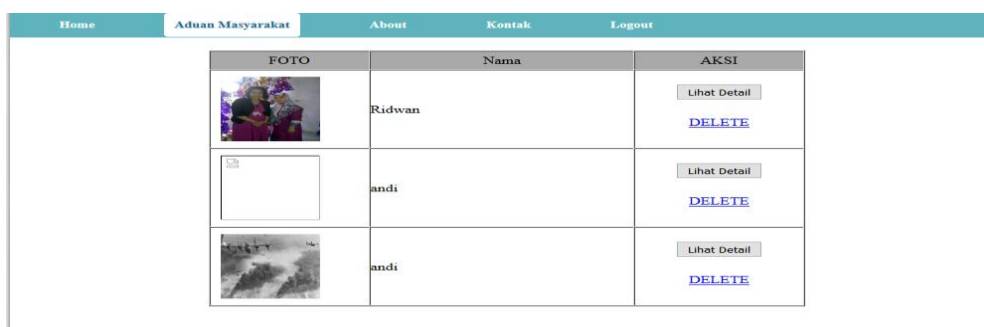 Home Aduan Masyarakat About Kontak Logout
FOTO Nama AKSI
Lihat Detail
Ridwan
DELETE
Lihat Detail
andi
DELETE
Lihat Detail
andi
DELETE